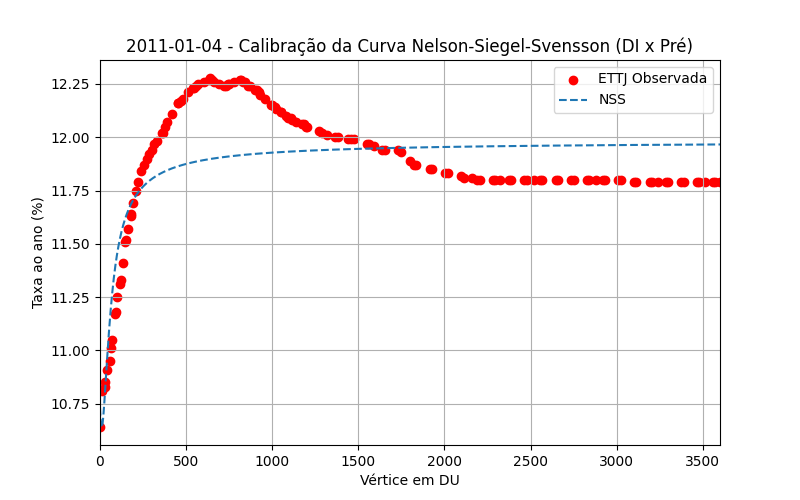 2011-01-04 - Calibração da Curva Nelson-Siegel-Svensson (DI x Pré)
ETTJ Observada
NSS
Taxa ao ano (%)
12.25
12.00
11.75
11.50
11.25
11.00
10.75
0 500 1000 1500 2000 2500 3000 3500
Vértice em DU